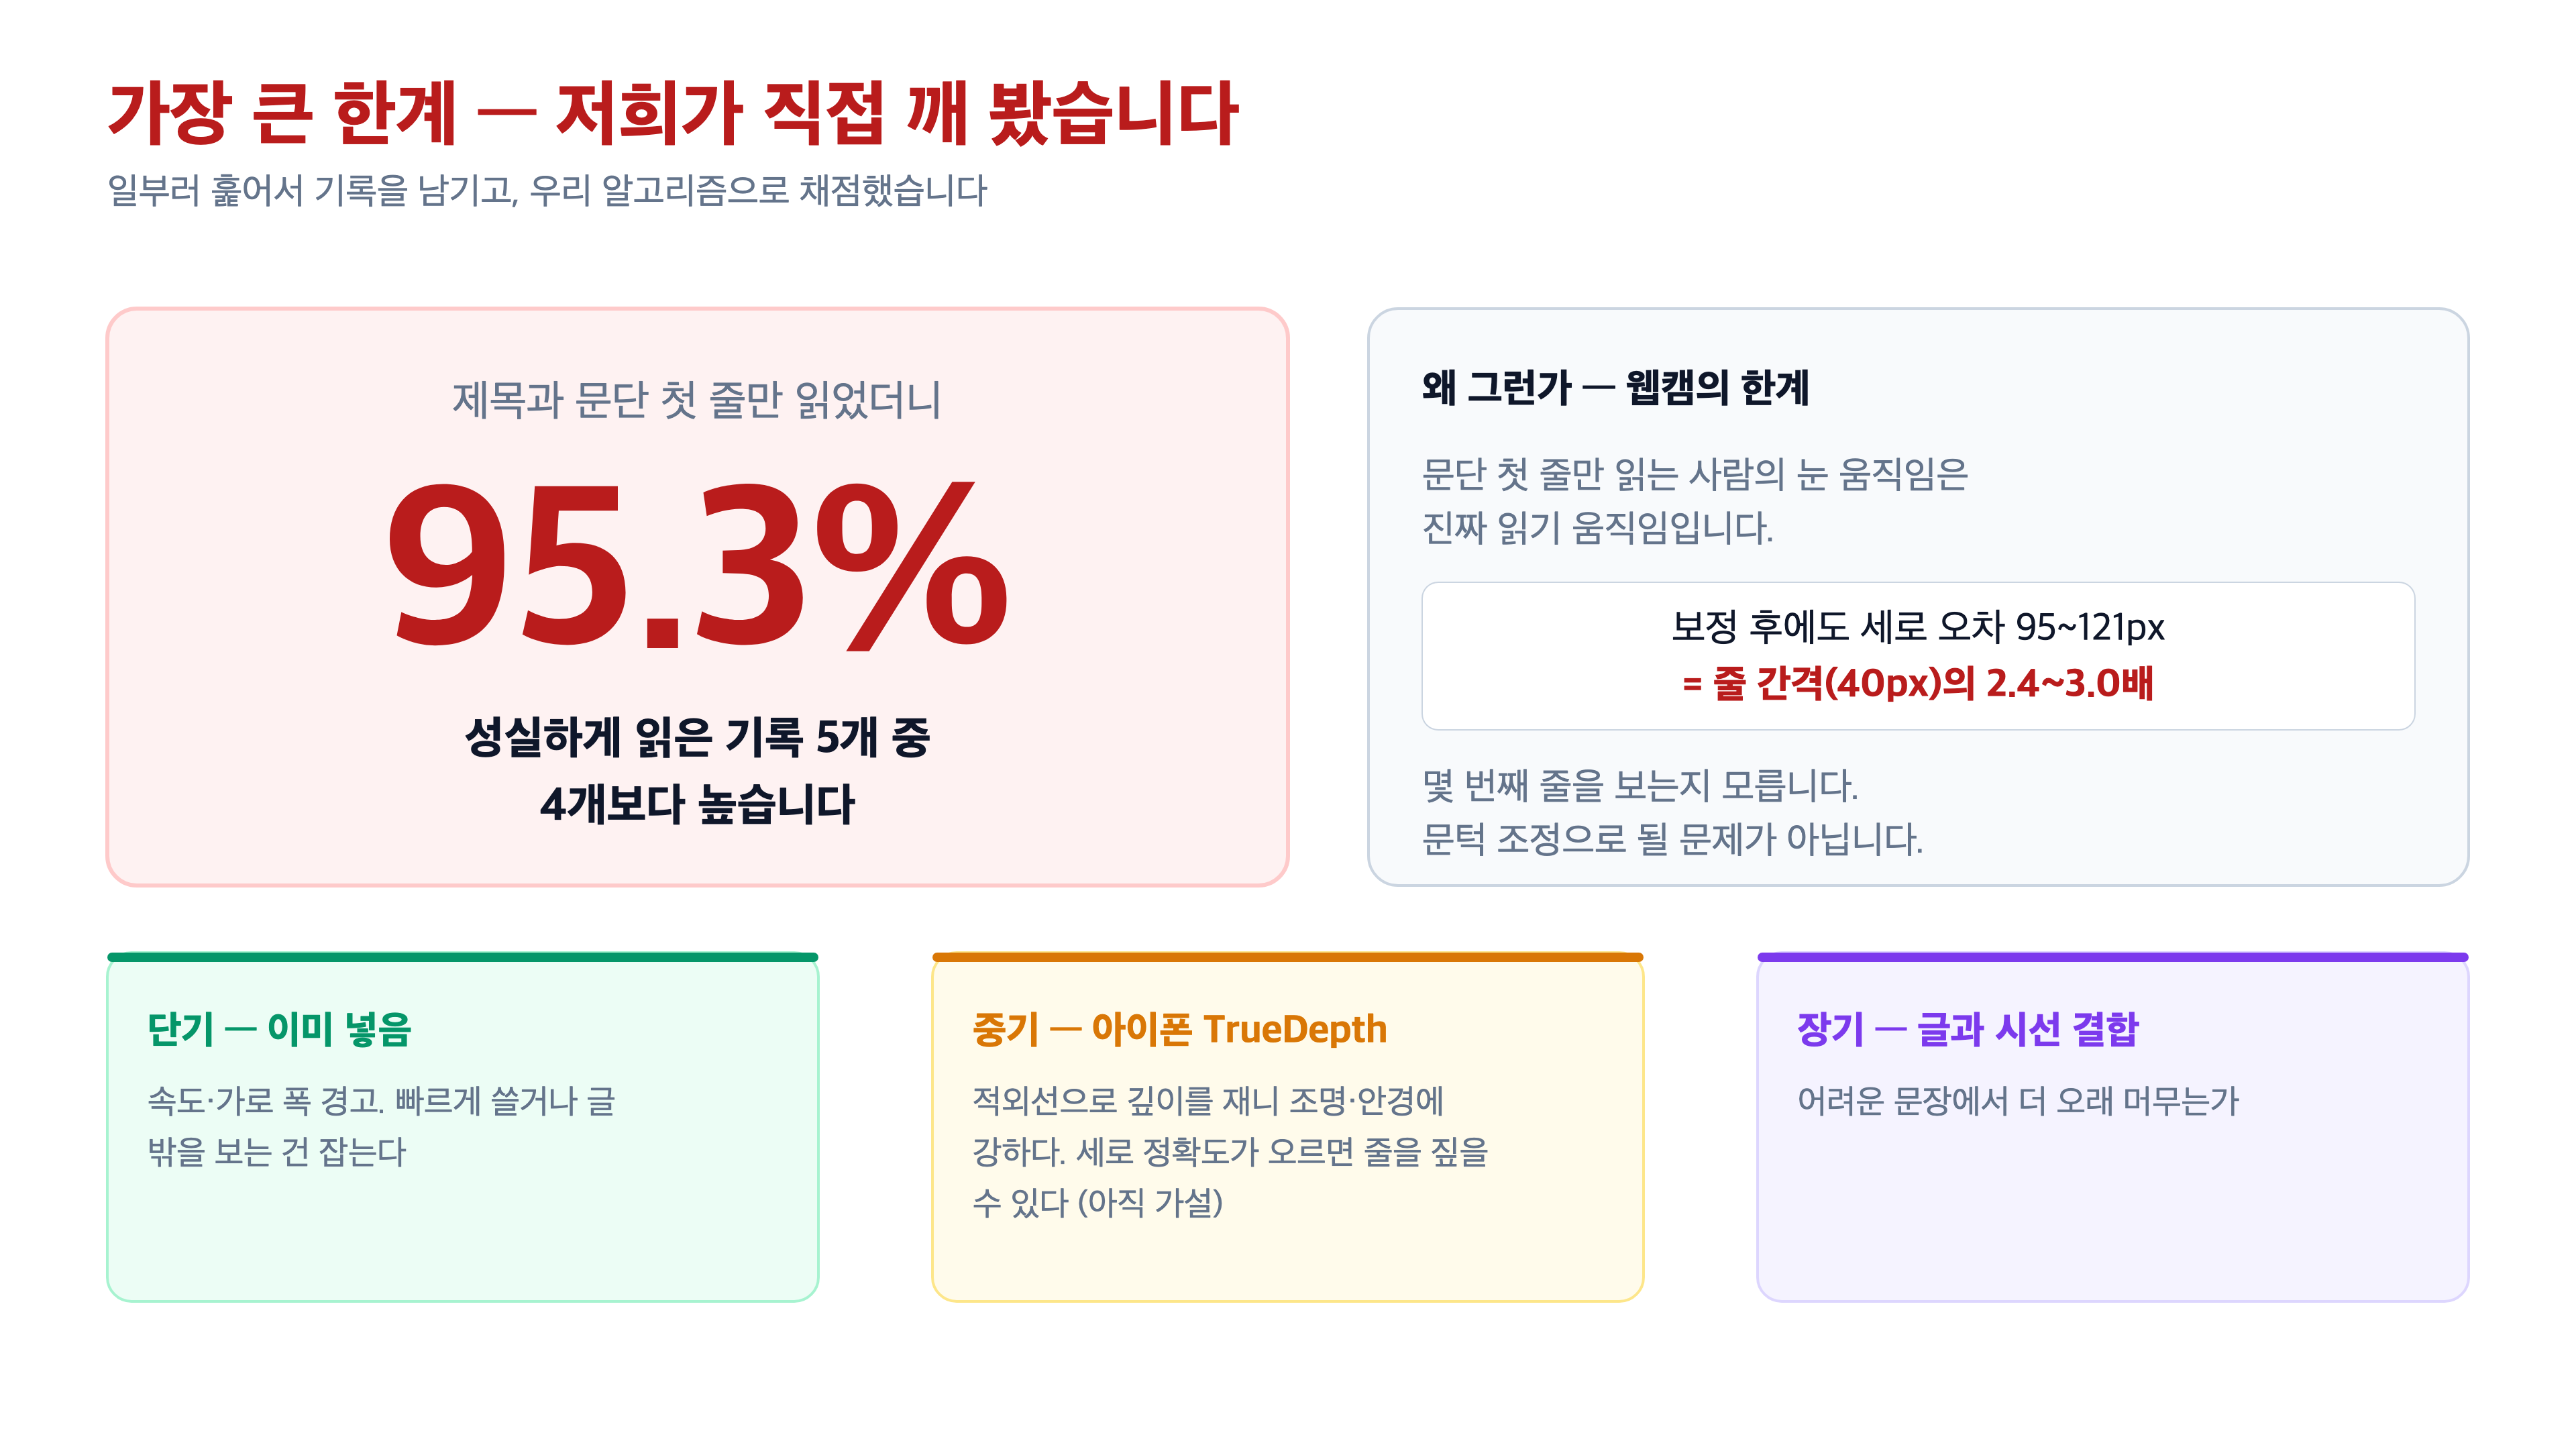 가장 큰 한계 — 저희가 직접 깨 봤습니다
일부러 훑어서 기록을 남기고, 우리 알고리즘으로 채점했습니다
제목과 문단 첫 줄만 읽었더니
95.3%
성실하게 읽은 기록 5개 중
4개보다 높습니다
왜 그런가 — 웹캠의 한계
문단 첫 줄만 읽는 사람의 눈 움직임은
진짜 읽기 움직임입니다.
보정 후에도 세로 오차 95~121px
= 줄 간격(40px)의 2.4~3.0배
몇 번째 줄을 보는지 모릅니다.
문턱 조정으로 될 문제가 아닙니다.
단기 — 이미 넣음
속도·가로 폭 경고. 빠르게 쓸거나 글
밖을 보는 건 잡는다
중기 — 아이폰 TrueDepth
적외선으로 깊이를 재니 조명·안경에
강하다. 세로 정확도가 오르면 줄을 짚을
수 있다 (아직 가설)
장기 — 글과 시선 결합
어려운 문장에서 더 오래 머무는가